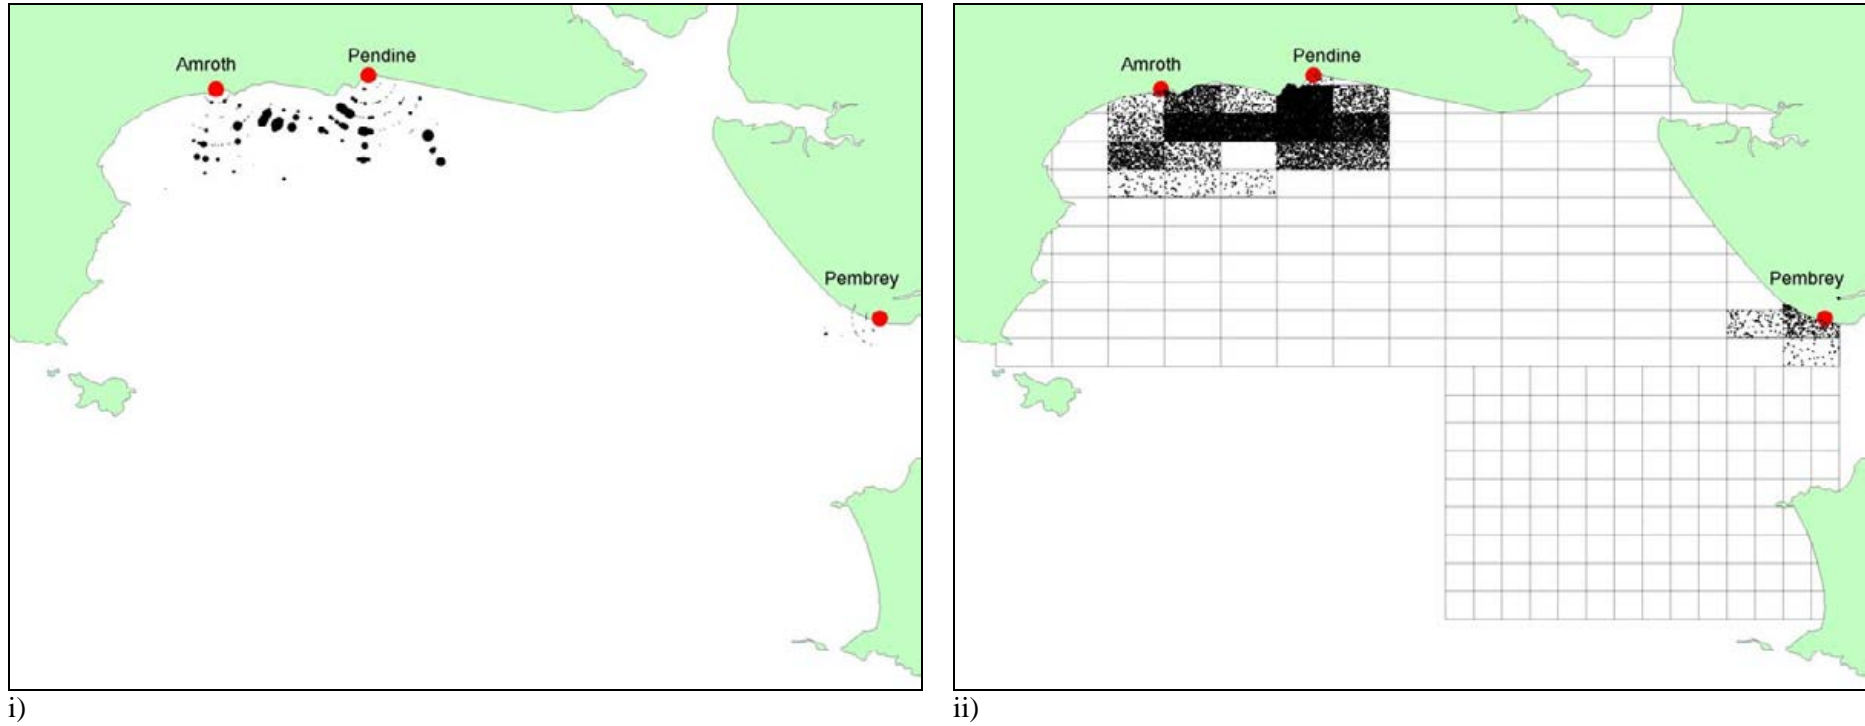 Amroth
Pendine
Pembrey
i)
Amroth
Pendine
Pembrey
ii)